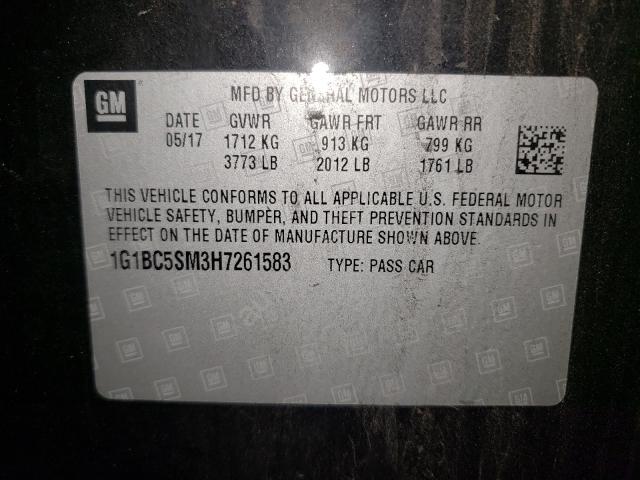 GM
MFD BY GENERAL MOTORS LLC
DATE GVWR GAWR FRT GAWR RR
05/17 1712 KG 913 KG 799 KG
3773 LB 2012 LB 1761 LB
THIS VEHICLE CONFORMS TO ALL APPLICABLE U.S. FEDERAL MOTOR
VEHICLE SAFETY, BUMPER, AND THEFT PREVENTION STANDARDS IN
EFFECT ON THE DATE OF MANUFACTURE SHOWN ABOVE.
1G1BC5SM3H7261583 TYPE: PASS CAR